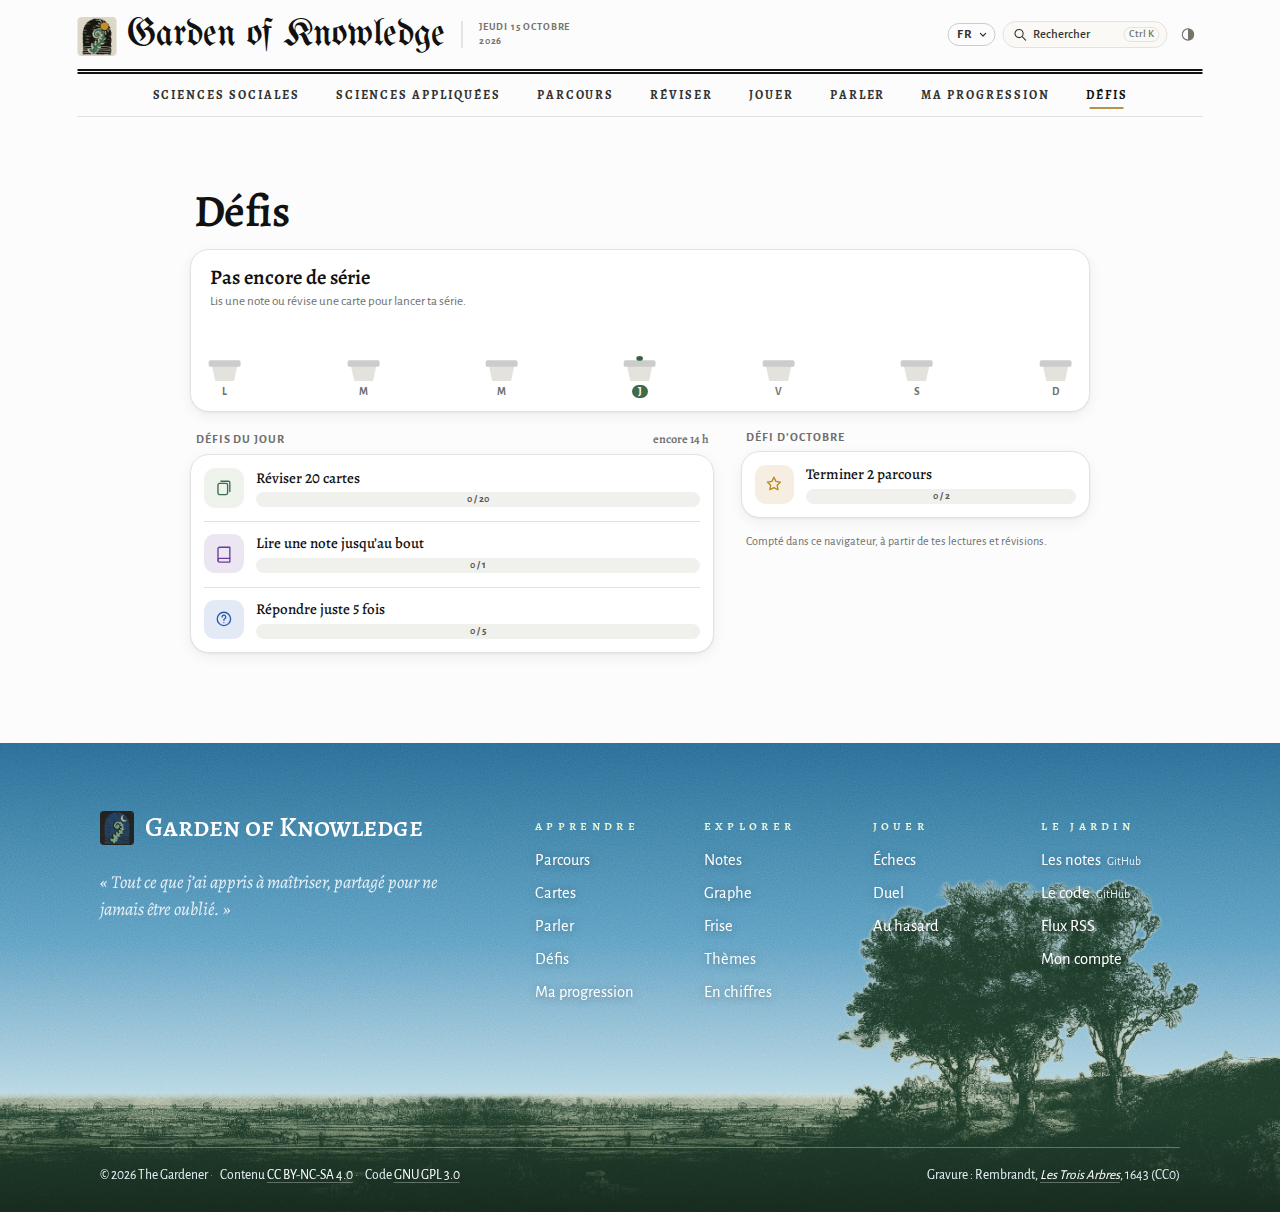 Garden of Knowledge
JEUDI 15 OCTOBRE
2026
FR
Rechercher
Ctrl K
SCIENCES SOCIALES
SCIENCES APPLIQUÉES
PARCOURS
RÉVISER
JOUER
PARLER
MA PROGRESSION
DÉFIS
Défis
Pas encore de série
Lis une note ou révise une carte pour lancer ta série.
L
M
M
J
V
S
D
DÉFIS DU JOUR
encore 14 h
Réviser 20 cartes
0 / 20
Lire une note jusqu'au bout
0 / 1
Répondre juste 5 fois
0 / 5
DÉFI D'OCTOBRE
Terminer 2 parcours
0 / 2
Compté dans ce navigateur, à partir de tes lectures et révisions.
Garden of Knowledge
« Tout ce que j'ai appris à maîtriser, partagé pour ne
jamais être oublié. »
APPRENDRE
Parcours
Cartes
Parler
Défis
Ma progression
EXPLORER
Notes
Graphe
Frise
Thèmes
En chiffres
JOUER
Échecs
Duel
Au hasard
LE JARDIN
Les notes GitHub
Le code GitHub
Flux RSS
Mon compte
© 2026 The Gardener · Contenu CC BY-NC-SA 4.0 · Code GNU GPL 3.0
Gravure : Rembrandt, Les Trois Arbres, 1643 (CC0)